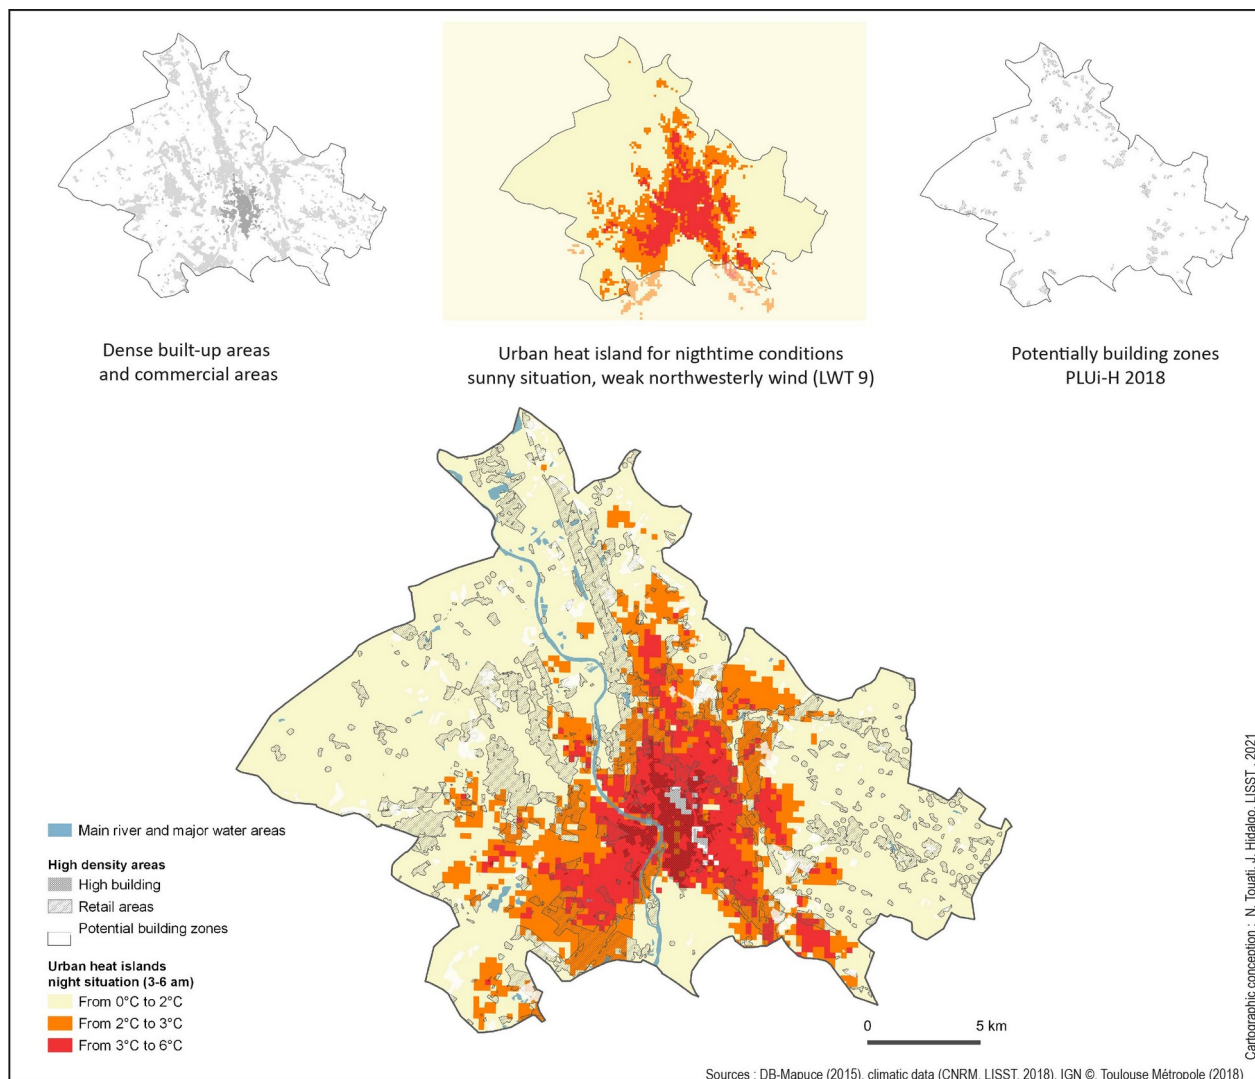 Dense built-up areas
and commercial areas
Urban heat island for nigthtime conditions
sunny situation, weak northwesterly wind (LWT 9)
Potentially building zones
PLUi-H 2018
Main river and major water areas
High density areas
High building
Retail areas
Potential building zones
Urban heat islands
night situation (3-6 am)
From 0°C to 2°C
From 2°C to 3°C
From 3°C to 6°C
0
5 km
Cartographic conception : N. Touati, J. Hidalgo, LISST , 2021
Sources : DB-Mapuce (2015), climatic data (CNRM, LISST, 2018), IGN ©, Toulouse Métropole (2018)